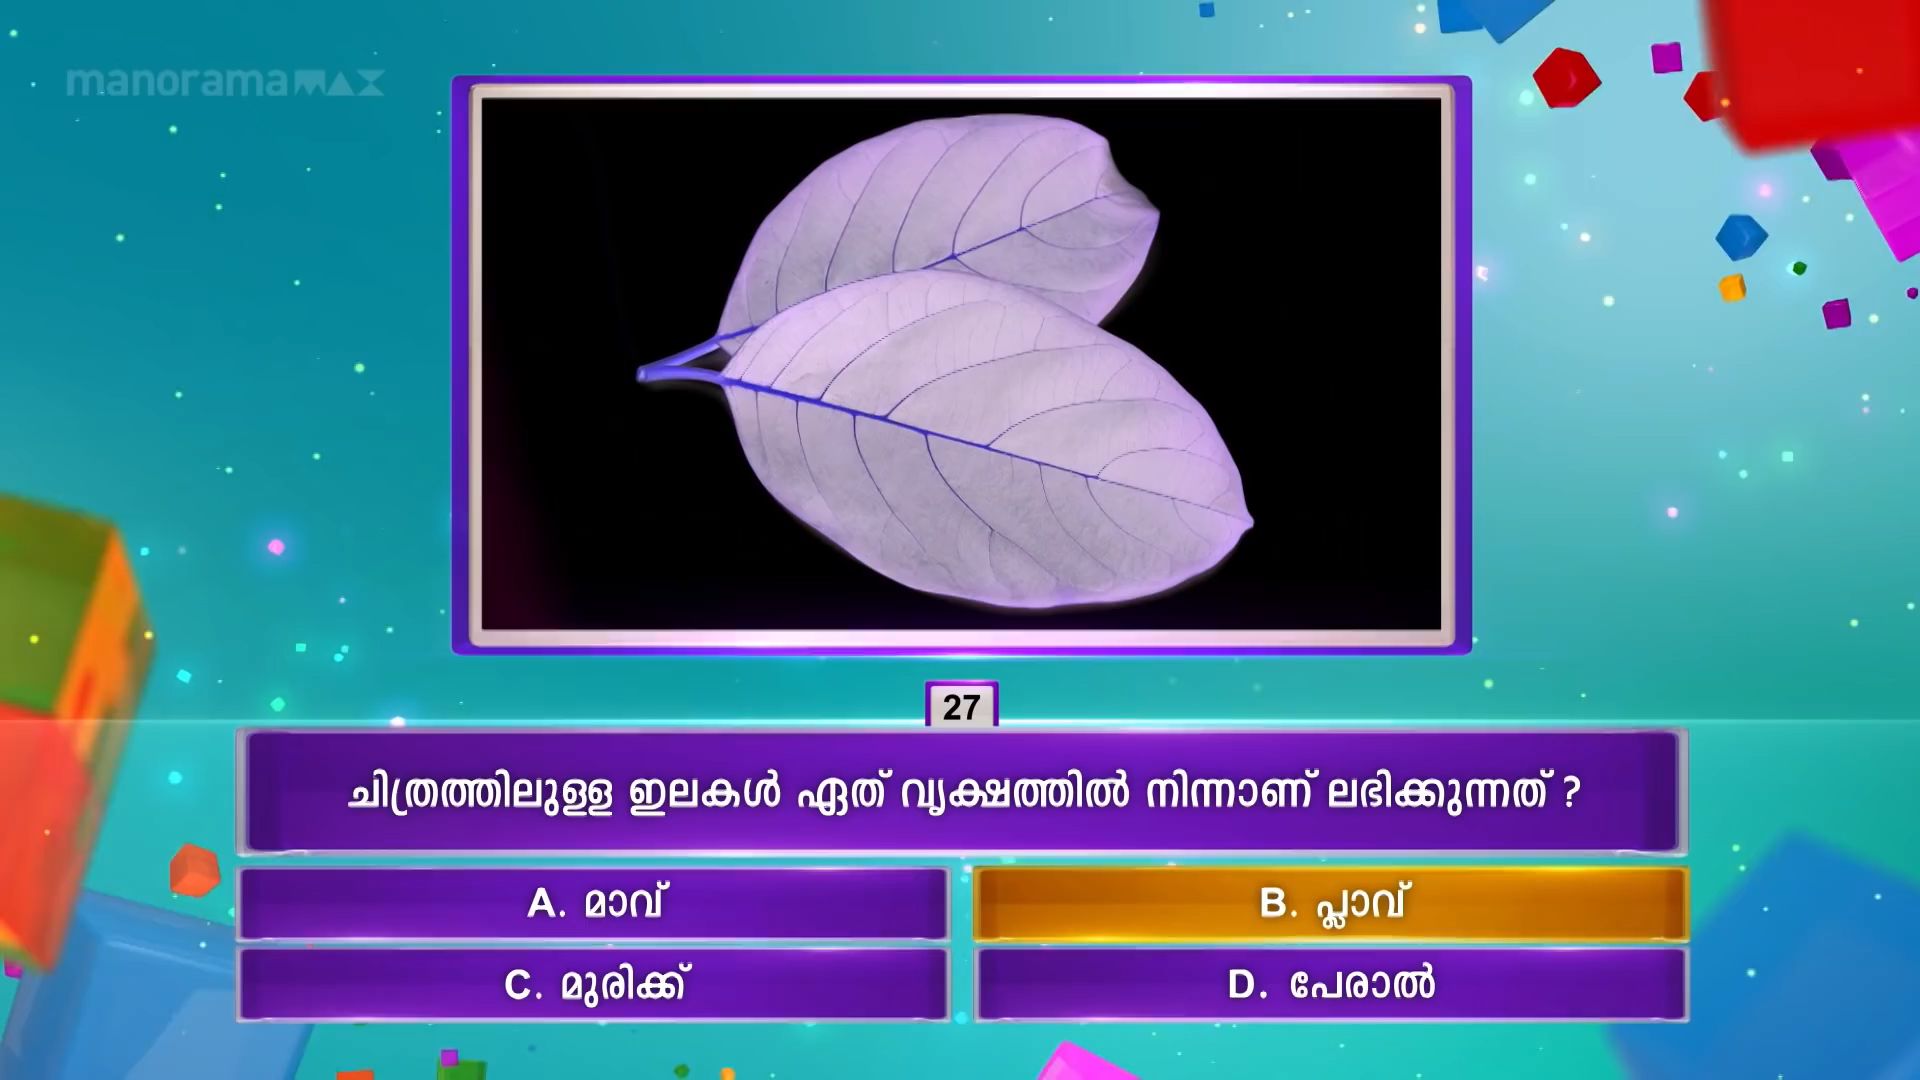 manoramaMAX
27
ചിത്രത്തിലുള്ള ഇലകൾ ഏത് വൃക്ഷത്തിൽ നിന്നാണ് ലഭിക്കുന്നത് ?
A. മാവ്
B. പ്ലാവ്
C. മുരിക്ക്
D. പേരാൽ